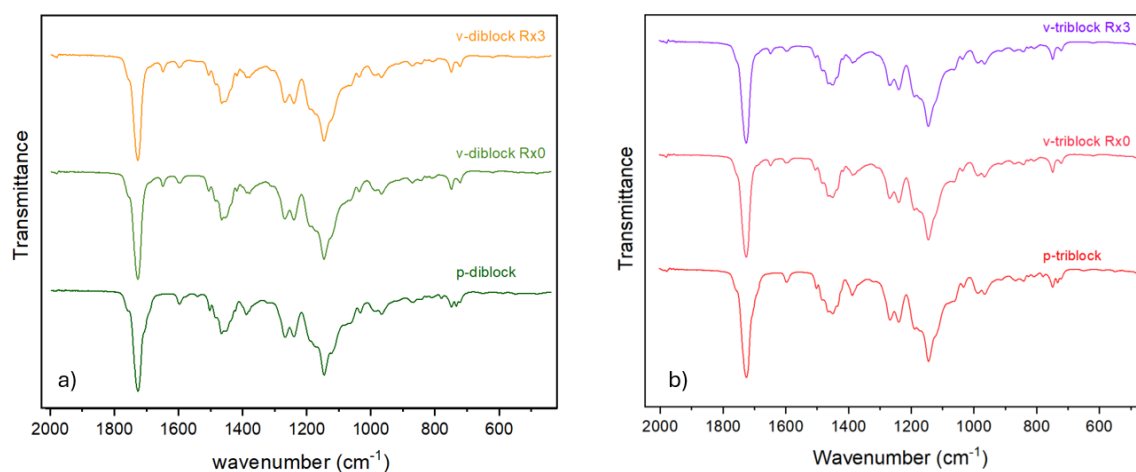 v-diblock Rx3
v-diblock Rx0
p-diblock
Transmittance
a)
2000 1800 1600 1400 1200 1000 800 600
wavenumber (cm⁻¹)
v-triblock Rx3
v-triblock Rx0
p-triblock
Transmittance
b)
2000 1800 1600 1400 1200 1000 800 600
Wavenumber (cm⁻¹)